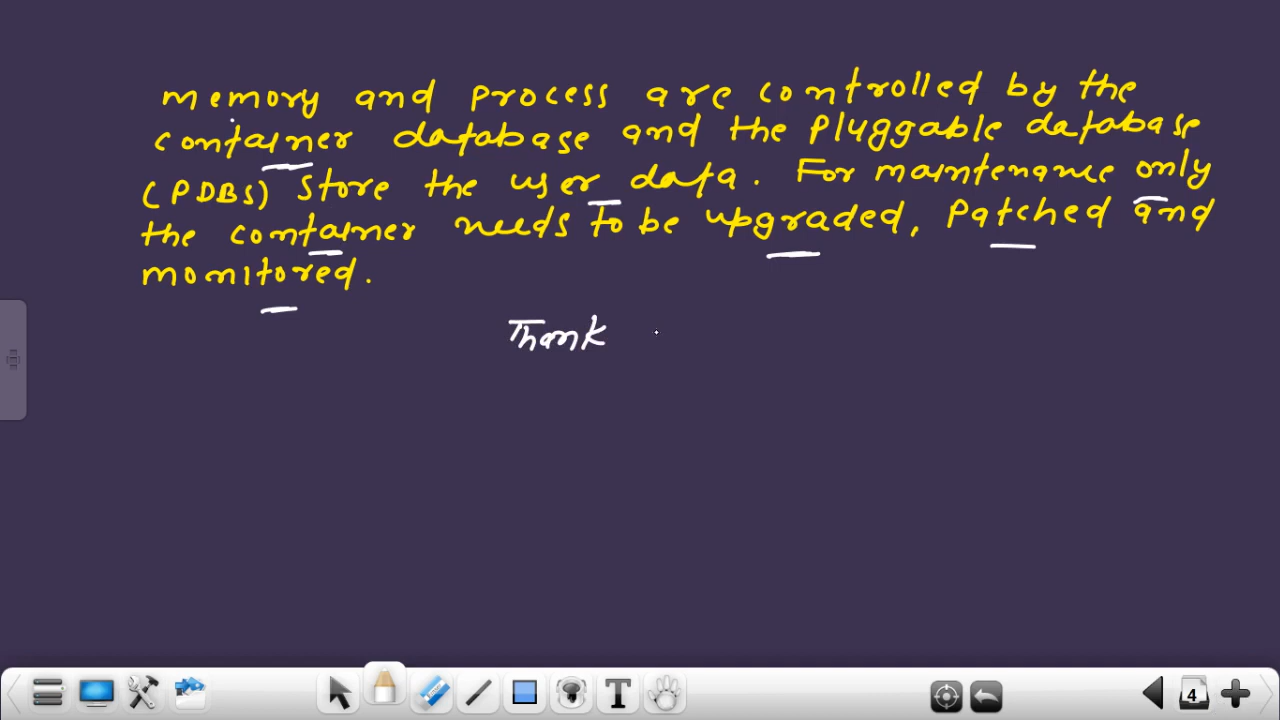 memory and process are controlled by the
container database and the Pluggable database
(PDBs) store the user data. For maintenance only
the container needs to be upgraded, Patched and
monitored.
Thank
4